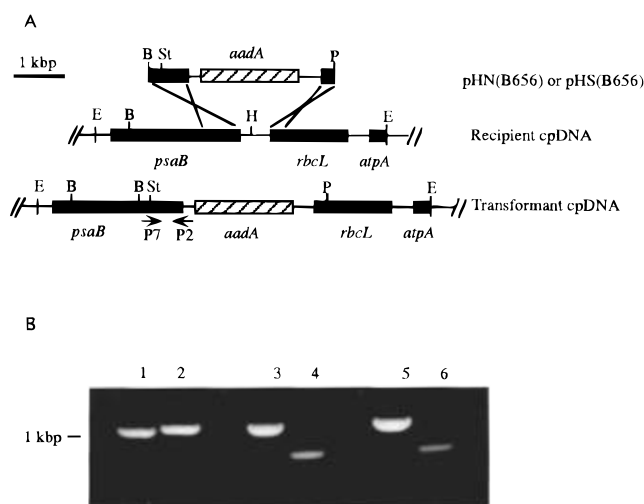 A
B St aadA P
1 kbp
pHN(B656) or pHS(B656)
E B H E
Recipient cpDNA
psaB rbcL atpA
E B B St P E
Transformant cpDNA
psaB P7 P2 aadA rbcL atpA
B
1 2 3 4 5 6
1 kbp